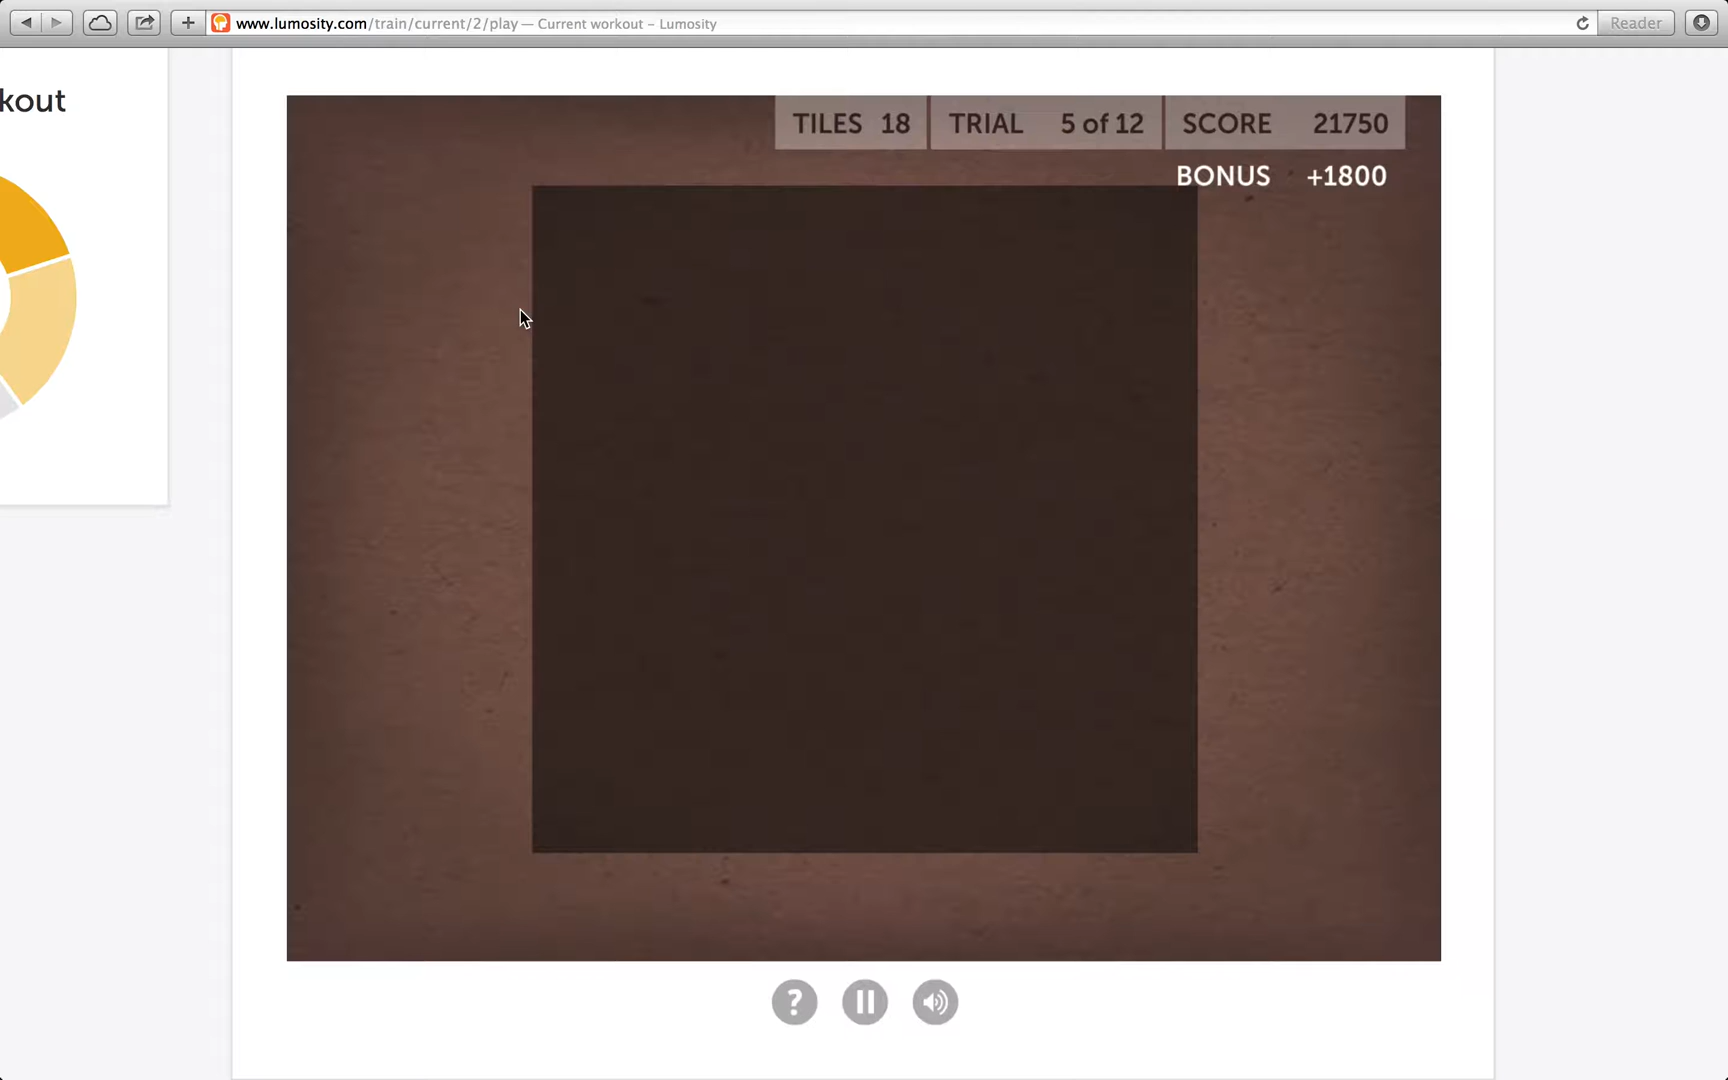 www.lumosity.com/train/current/2/play — Current workout – Lumosity
Reader
kout
TILES 18 TRIAL 5 of 12 SCORE 21750
BONUS +1800
?